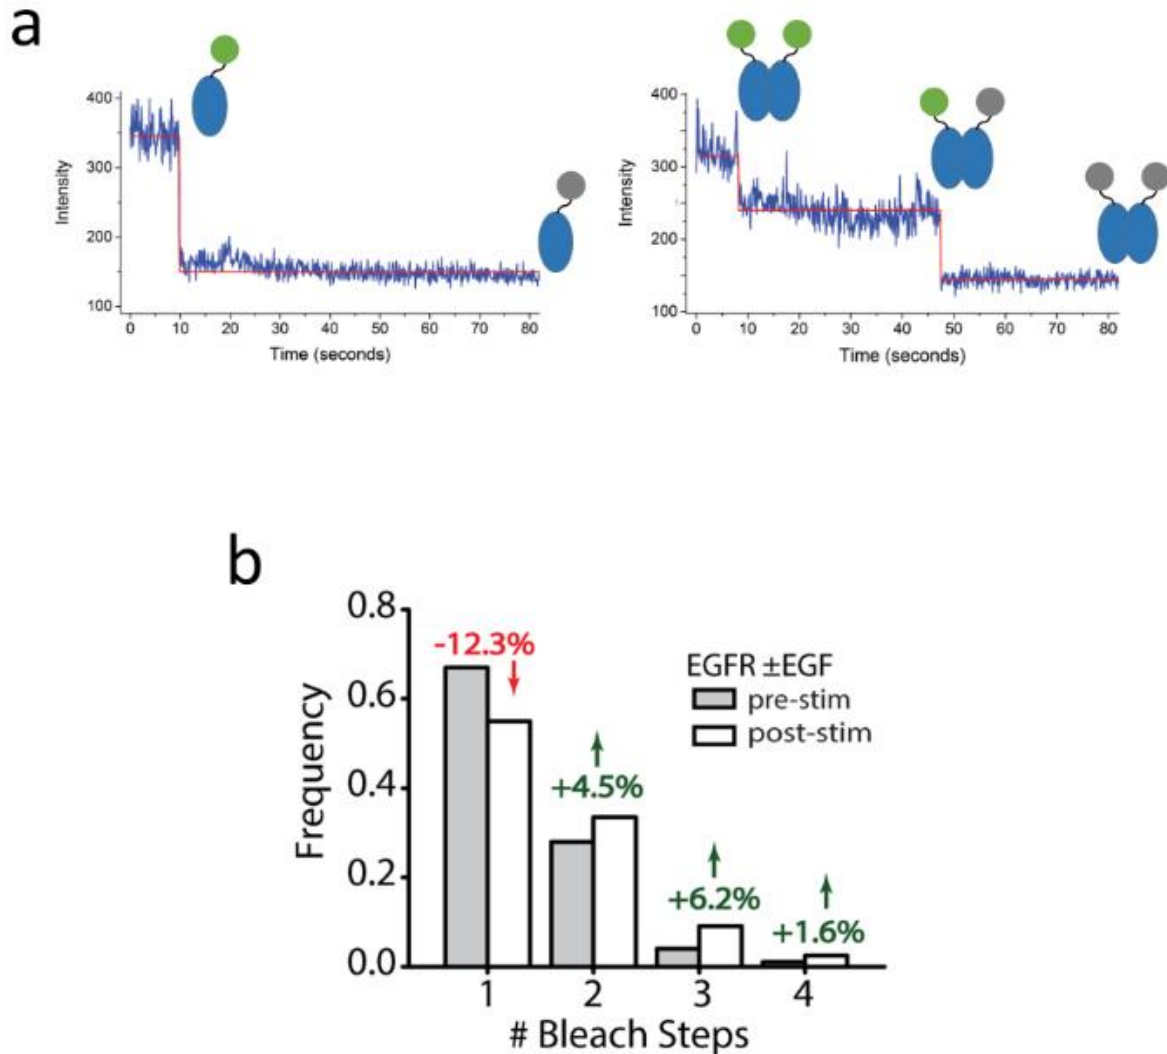 a
400
300
200
100
Intensity
0 10 20 30 40 50 60 70 80
Time (seconds)
400
300
200
100
Intensity
0 10 20 30 40 50 60 70 80
Time (seconds)
b
0.8
0.6
0.4
0.2
0.0
Frequency
-12.3%
+4.5%
+6.2%
+1.6%
EGFR ±EGF
pre-stim
post-stim
1 2 3 4
# Bleach Steps